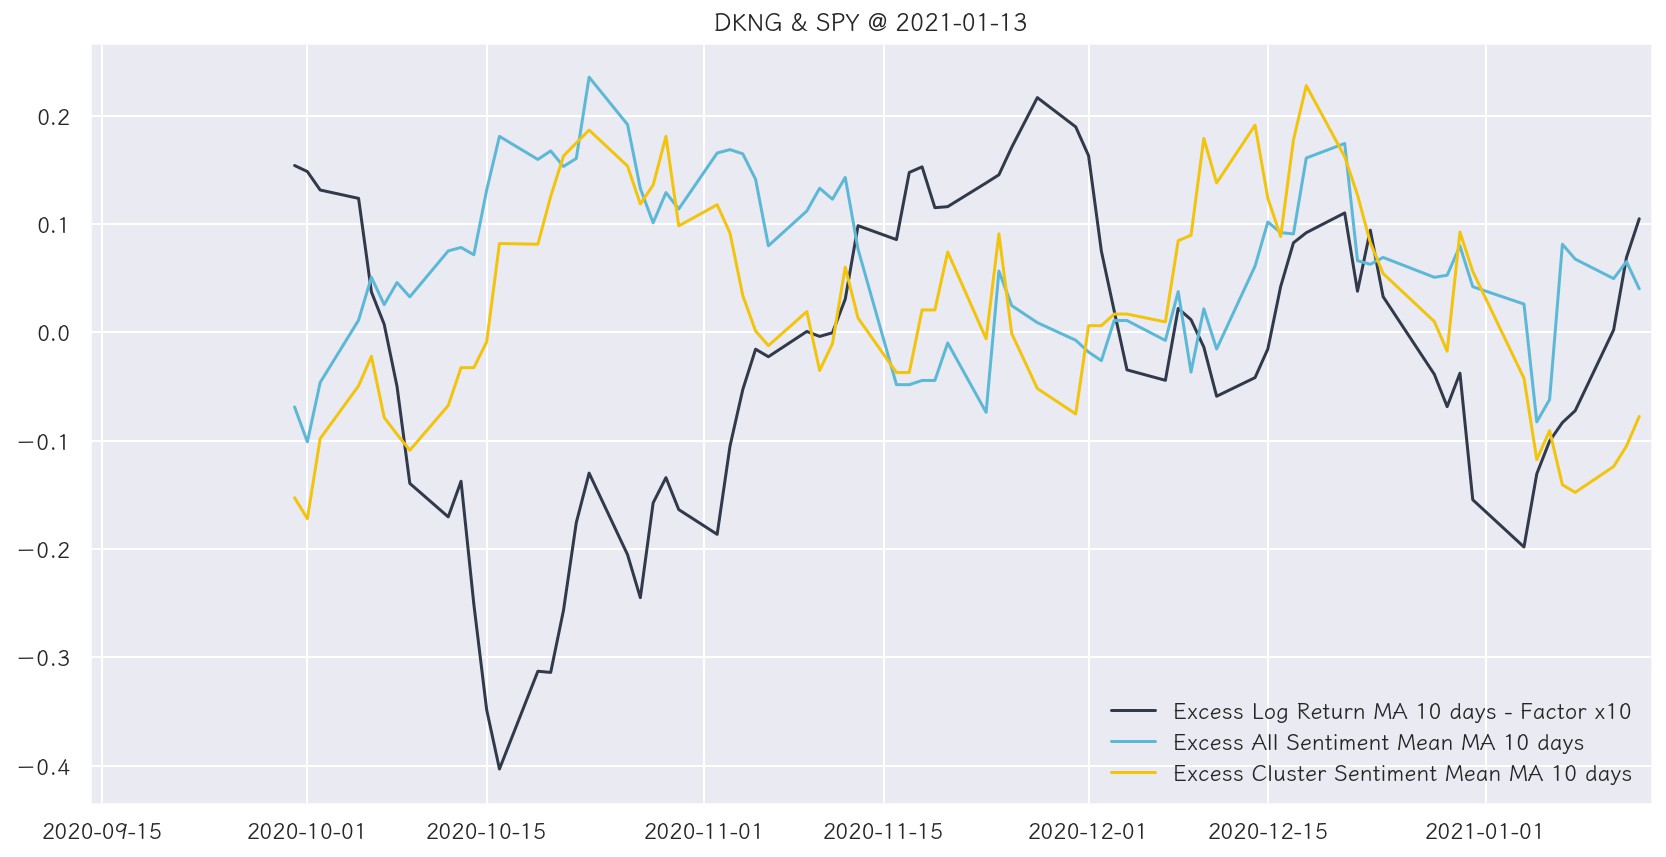 DKNG & SPY @ 2021-01-13
0.2
0.1
0.0
−0.1
−0.2
−0.3
−0.4
Excess Log Return MA 10 days - Factor x10
Excess All Sentiment Mean MA 10 days
Excess Cluster Sentiment Mean MA 10 days
2020-09-15 2020-10-01 2020-10-15 2020-11-01 2020-11-15 2020-12-01 2020-12-15 2021-01-01